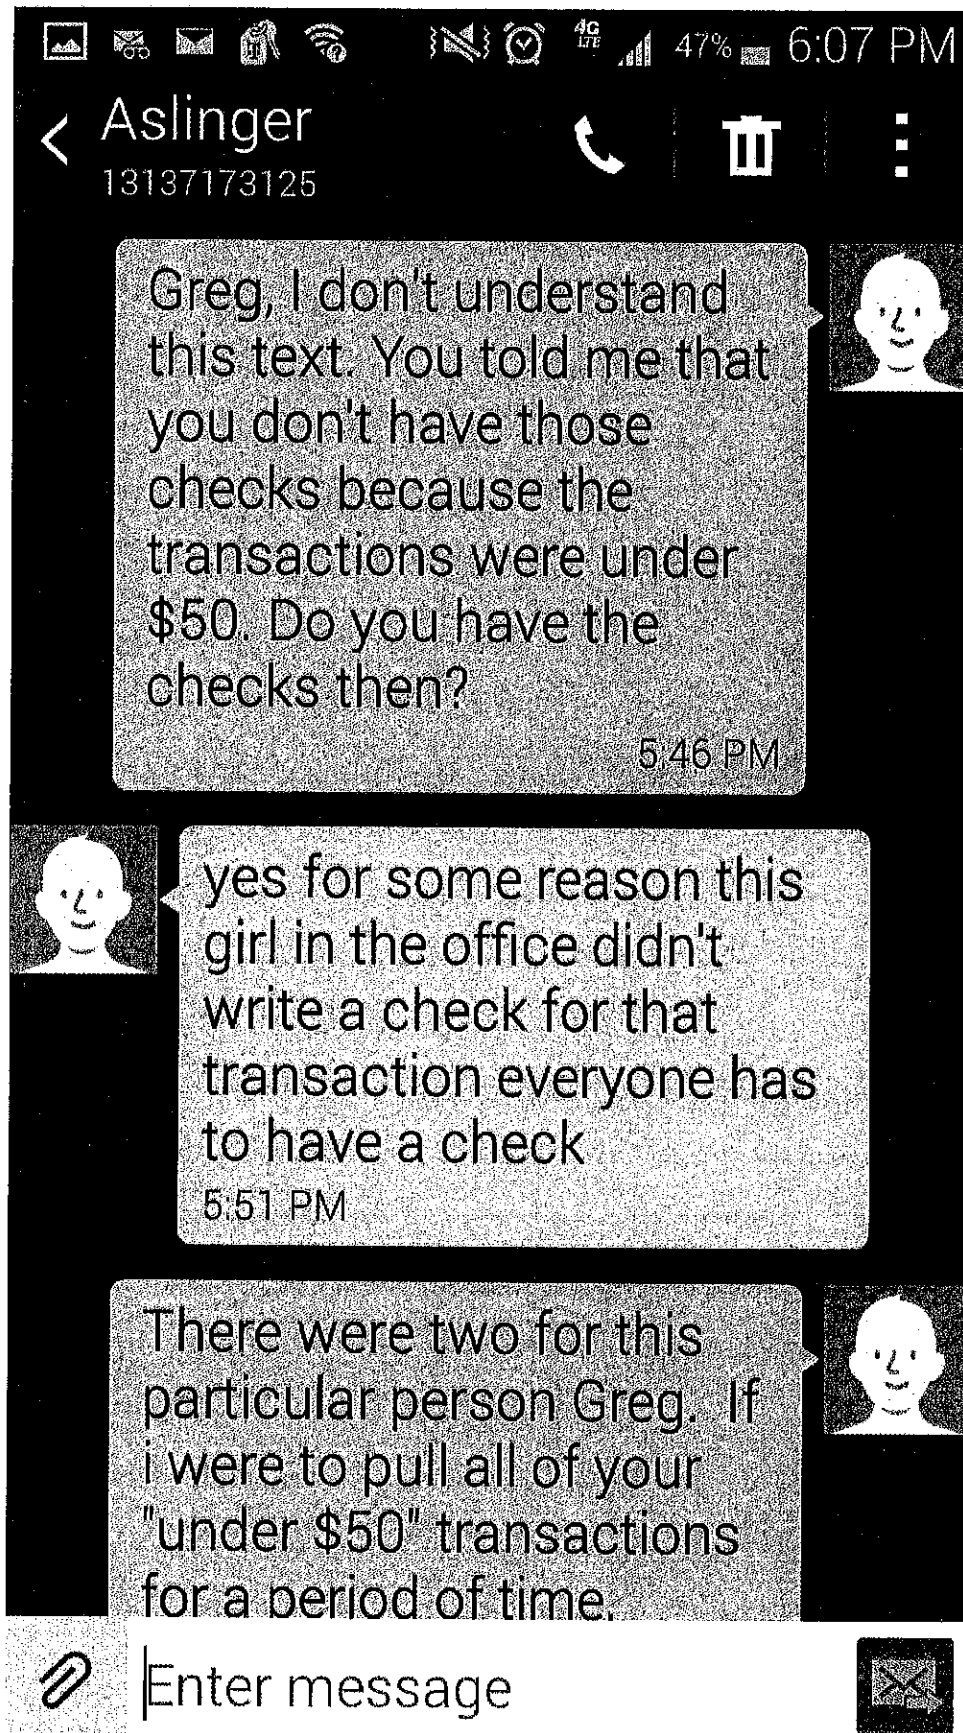 4G LTE 47% 6:07 PM
Aslinger
13137173125
Greg, I don't understand
this text. You told me that
you don't have those
checks because the
transactions were under
$50. Do you have the
checks then?
5:46 PM
yes for some reason this
girl in the office didn't
write a check for that
transaction everyone has
to have a check
5:51 PM
There were two for this
particular person Greg.  If
i were to pull all of your
"under $50" transactions
for a period of time,
Enter message